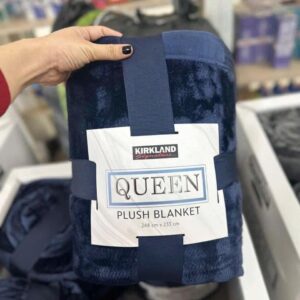 KIRKLAND
Signature
QUEEN
PLUSH BLANKET